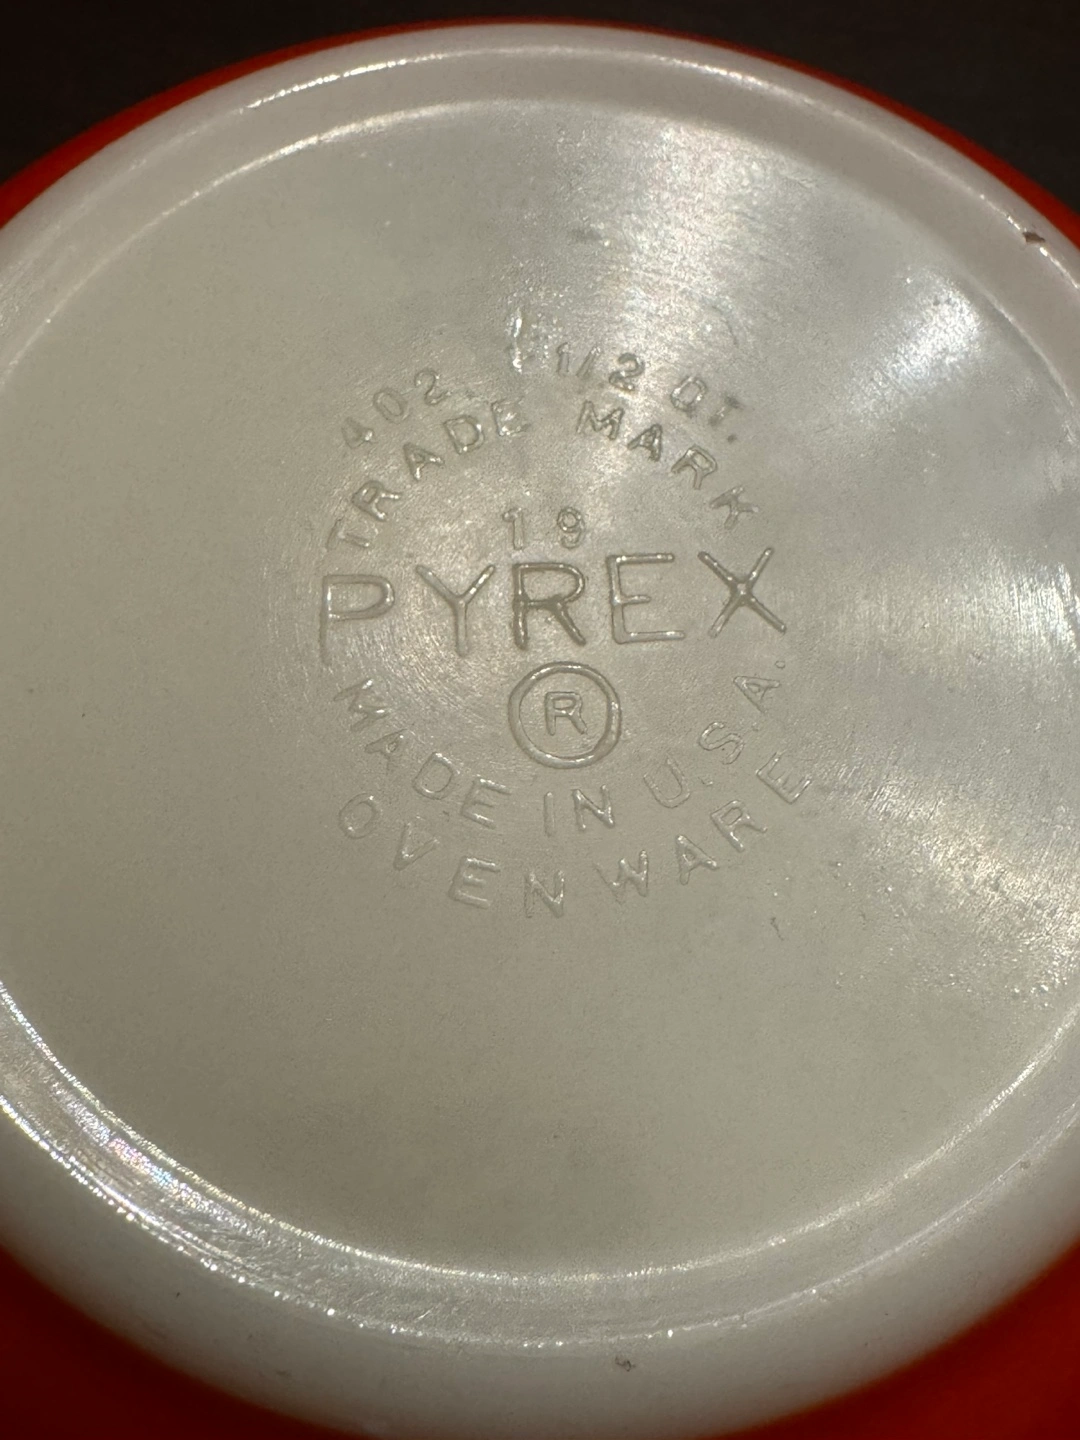 402 1 1/2 QT.
TRADE MARK
19
PYREX
®
MADE IN U.S.A.
OVEN WARE